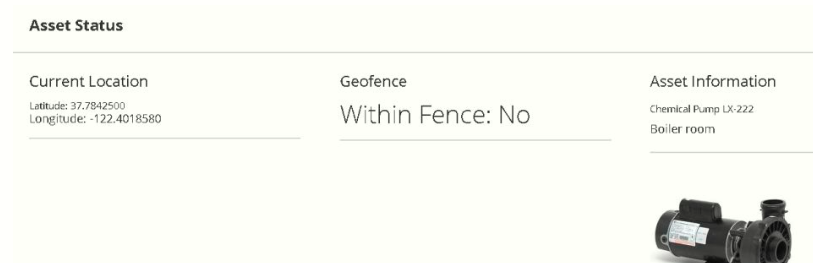 Asset Status
Current Location
Latitude: 37.7842500
Longitude: -122.4018580
Geofence
Within Fence: No
Asset Information
Chemical Pump LX-222
Boiler room